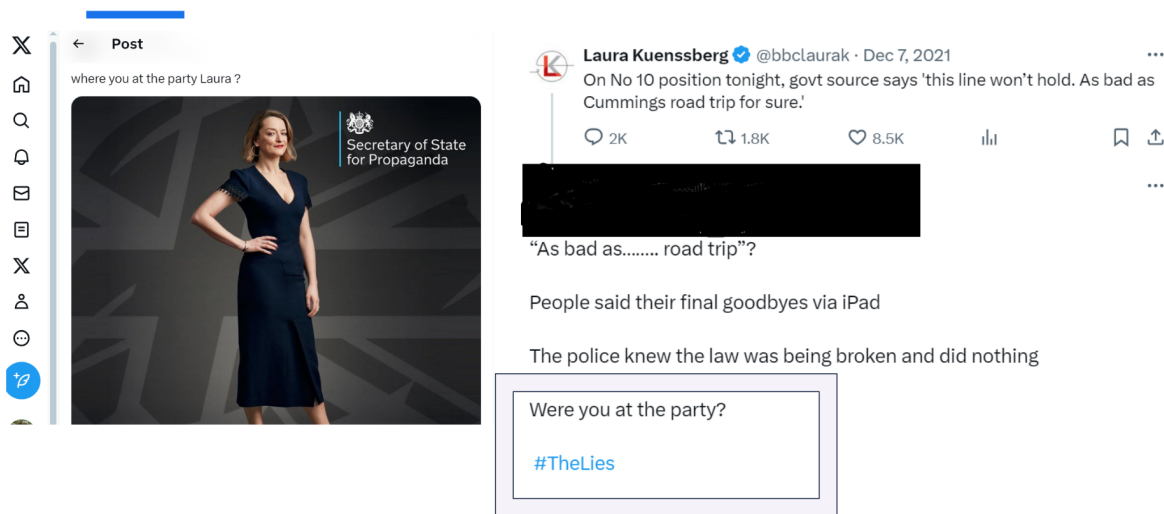 Post
where you at the party Laura ?
Secretary of State
for Propaganda
Laura Kuenssberg @bbclaurak · Dec 7, 2021
On No 10 position tonight, govt source says 'this line won’t hold. As bad as
Cummings road trip for sure.'
2K 1.8K 8.5K
“As bad as........ road trip”?
People said their final goodbyes via iPad
The police knew the law was being broken and did nothing
Were you at the party?
#TheLies